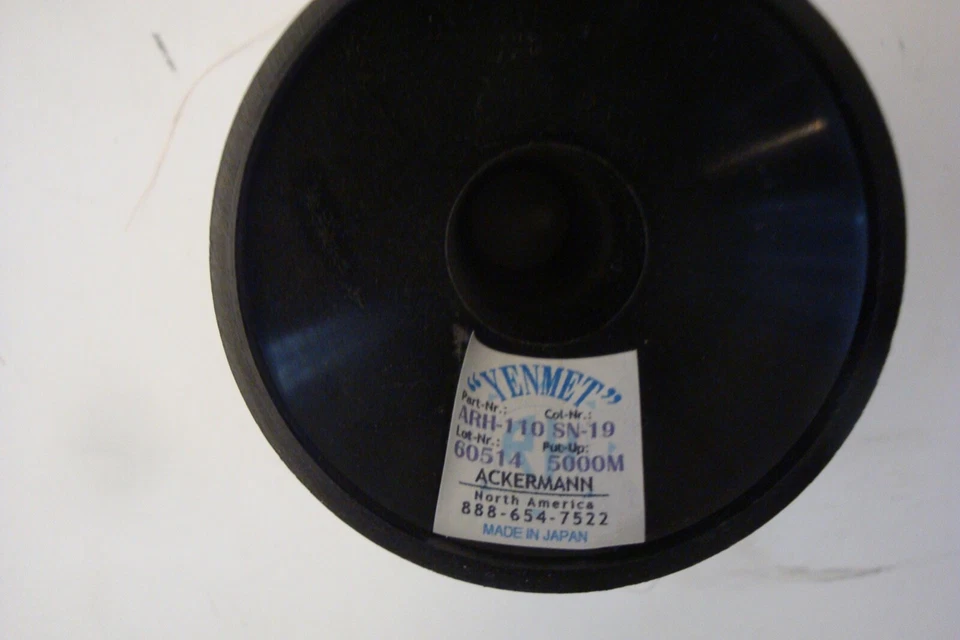 "YENMET"
Part-Nr.: Col-Nr.:
ARH-110 SN-19
Lot-Nr.: Put-Up:
60514 5000M
ACKERMANN
North America
888-654-7522
MADE IN JAPAN